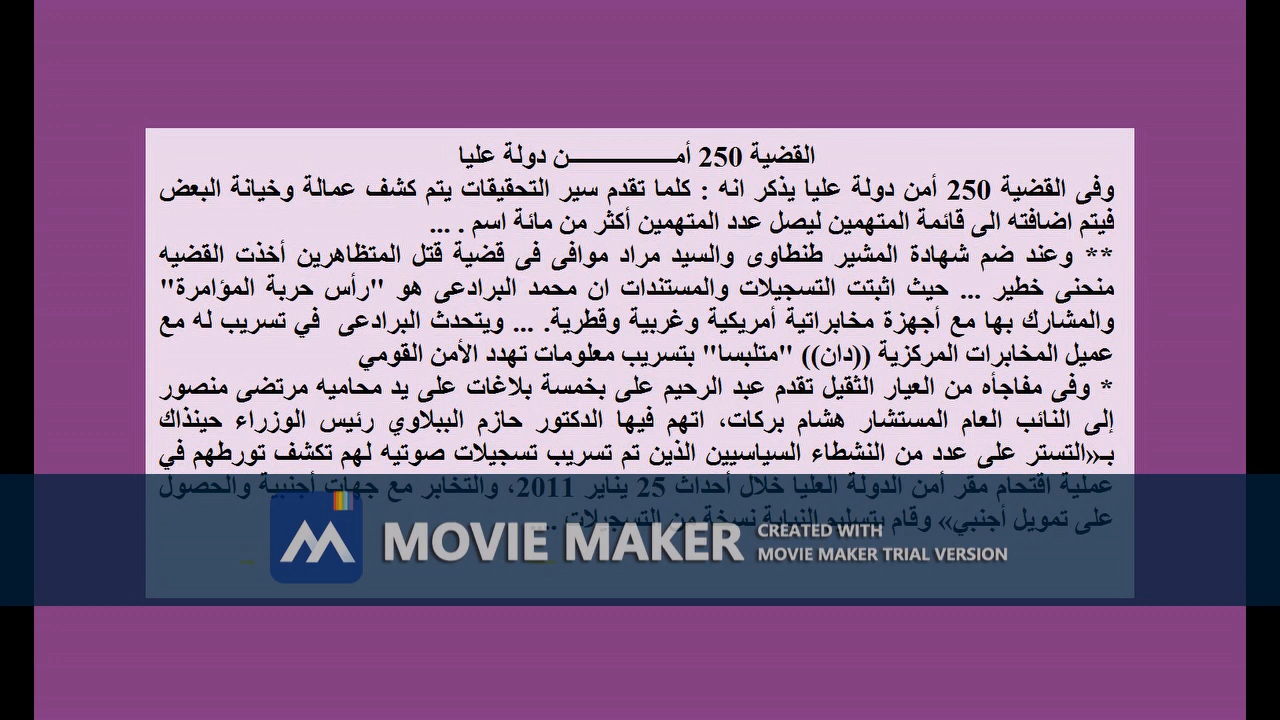 القضية 250 أمـــــــــــــن دولة عليا
وفى القضية 250 أمن دولة عليا يذكر انه : كلما تقدم سير التحقيقات يتم كشف عمالة وخيانة البعض
فيتم اضافته الى قائمة المتهمين ليصل عدد المتهمين أكثر من مائة اسم . ...
** وعند ضم شهادة المشير طنطاوى والسيد مراد موافى فى قضية قتل المتظاهرين أخذت القضيه
منحنى خطير ... حيث اثبتت التسجيلات والمستندات ان محمد البرادعى هو "رأس حربة المؤامرة"
والمشارك بها مع أجهزة مخابراتية أمريكية وغربية وقطرية. ... ويتحدث البرادعى في تسريب له مع
عميل المخابرات المركزية ((دان)) "متلبسا" بتسريب معلومات تهدد الأمن القومي
* وفى مفاجأه من العيار الثقيل تقدم عبد الرحيم على بخمسة بلاغات على يد محاميه مرتضى منصور
إلى النائب العام المستشار هشام بركات، اتهم فيها الدكتور حازم الببلاوي رئيس الوزراء حينذاك
بـ«التستر على عدد من النشطاء السياسيين الذين تم تسريب تسجيلات صوتيه لهم تكشف تورطهم في
عملية اقتحام مقر أمن الدولة العليا خلال أحداث 25 يناير 2011، والتخابر مع جهات أجنبية والحصول
على تمويل أجنبي» وقام بتسليم النيابة نسخة من التسجيلات ...
MOVIE MAKER
CREATED WITH
MOVIE MAKER TRIAL VERSION